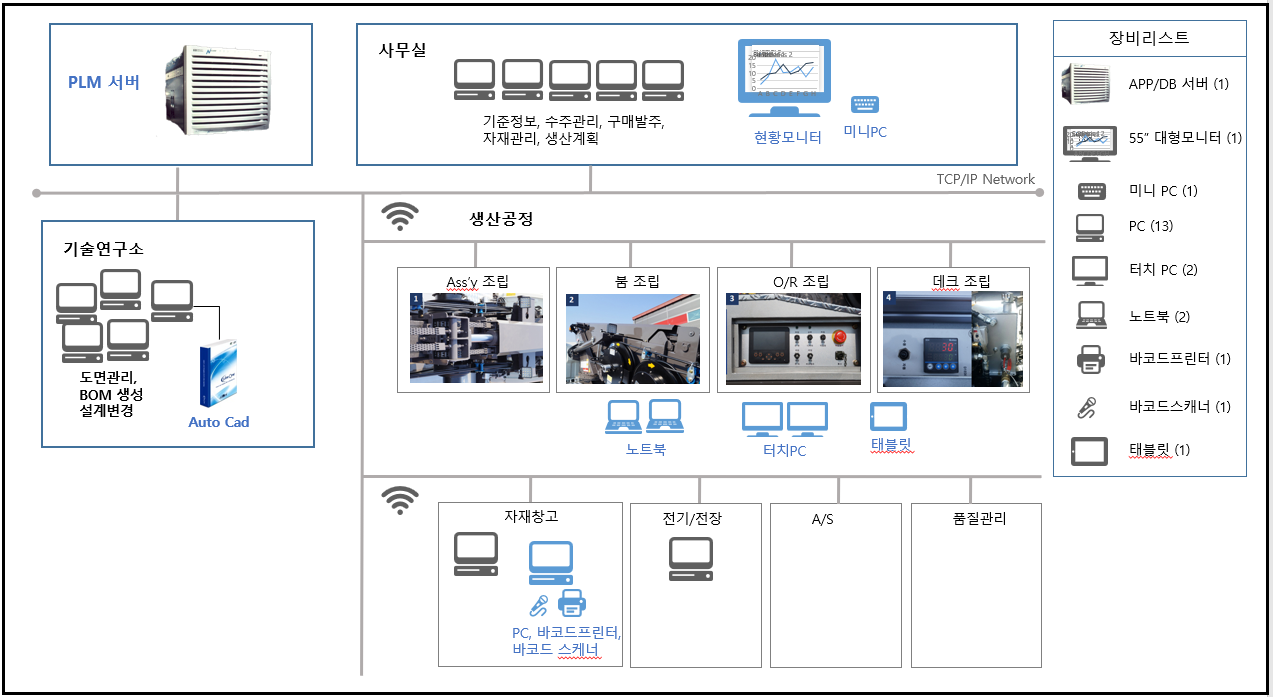 PLM 서버
사무실
기준정보, 수주관리, 구매발주,
자재관리, 생산계획
현황모니터
미니PC
TCP/IP Network
기술연구소
도면관리,
BOM 생성
설계변경
Auto Cad
생산공정
Ass'y 조립
붐 조립
O/R 조립
데크 조립
1
2
3
4
30
노트북
터치PC
태블릿
자재창고
PC, 바코드프린터,
바코드 스케너
전기/전장
A/S
품질관리
장비리스트
APP/DB 서버 (1)
55” 대형모니터 (1)
미니 PC (1)
PC (13)
터치 PC (2)
노트북 (2)
바코드프린터 (1)
바코드스캐너 (1)
태블릿 (1)